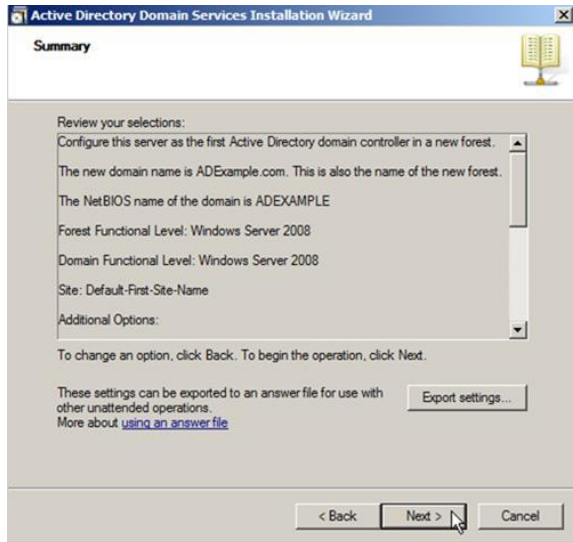 Active Directory Domain Services Installation Wizard
Summary
Review your selections:
Configure this server as the first Active Directory domain controller in a new forest.
The new domain name is ADExample.com. This is also the name of the new forest.
The NetBIOS name of the domain is ADEXAMPLE
Forest Functional Level: Windows Server 2008
Domain Functional Level: Windows Server 2008
Site: Default-First-Site-Name
Additional Options:
To change an option, click Back. To begin the operation, click Next.
These settings can be exported to an answer file for use with
other unattended operations.
More about using an answer file
Export settings...
< Back
Next >
Cancel